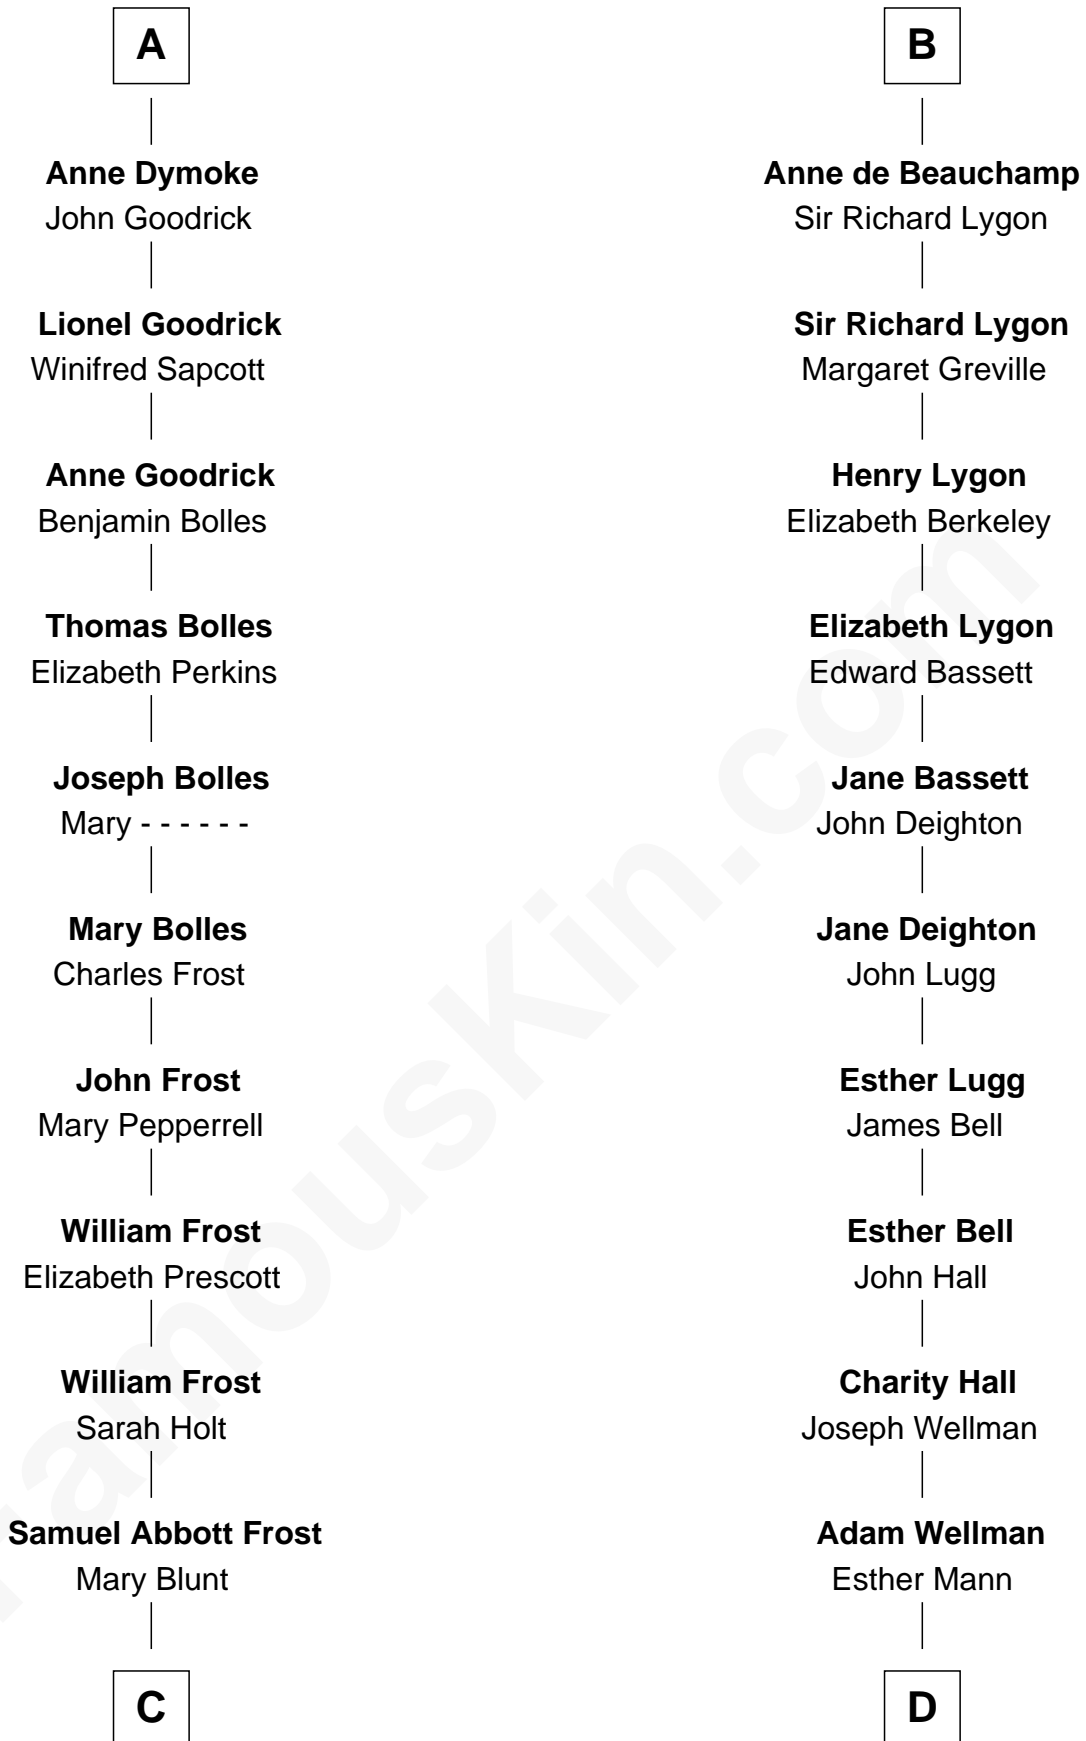 A
Anne Dymoke
John Goodrick
Lionel Goodrick
Winifred Sapcott
Anne Goodrick
Benjamin Bolles
Thomas Bolles
Elizabeth Perkins
Joseph Bolles
Mary - - - - - -
Mary Bolles
Charles Frost
John Frost
Mary Pepperrell
William Frost
Elizabeth Prescott
William Frost
Sarah Holt
Samuel Abbott Frost
Mary Blunt
C
B
Anne de Beauchamp
Sir Richard Lygon
Sir Richard Lygon
Margaret Greville
Henry Lygon
Elizabeth Berkeley
Elizabeth Lygon
Edward Bassett
Jane Bassett
John Deighton
Jane Deighton
John Lugg
Esther Lugg
James Bell
Esther Bell
John Hall
Charity Hall
Joseph Wellman
Adam Wellman
Esther Mann
D
FamousKin.com